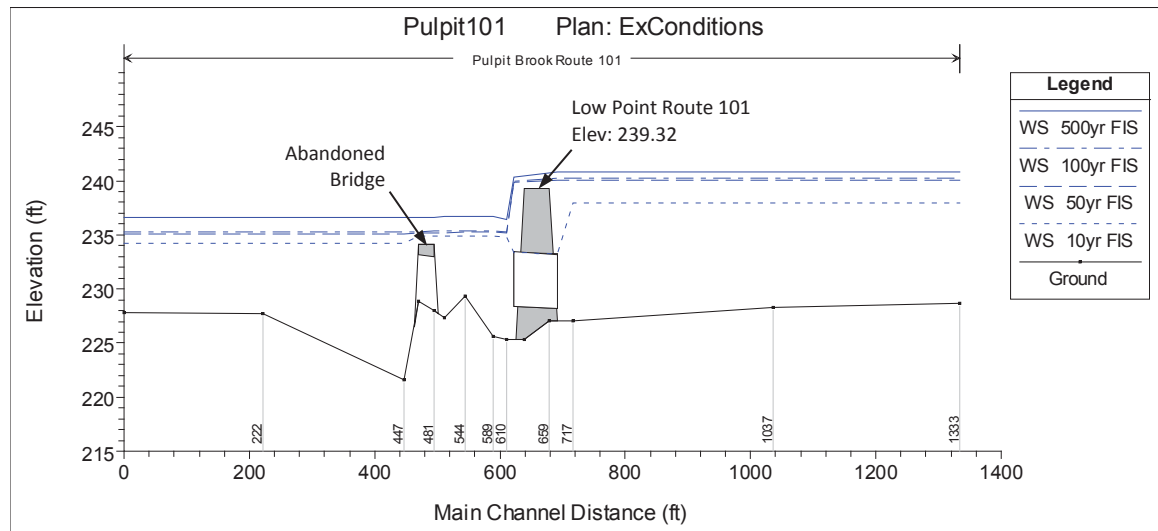 Pulpit101 Plan: ExConditions
Pulpit Brook Route 101
Legend
WS 500yr FIS
WS 100yr FIS
WS 50yr FIS
WS 10yr FIS
Ground
Low Point Route 101
Elev: 239.32
Abandoned
Bridge
Elevation (ft)
245
240
235
230
225
220
215
222
447
481
544
589
610
659
717
1037
1333
0
200
400
600
800
1000
1200
1400
Main Channel Distance (ft)